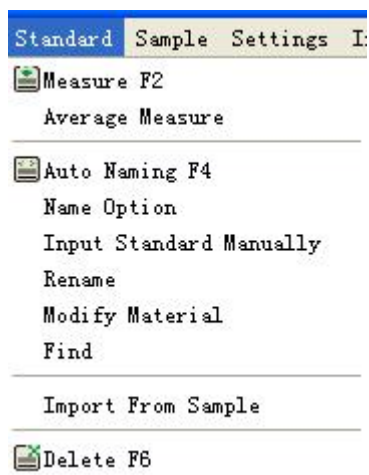 Standard Sample Settings
Measure F2
Average Measure
Auto Naming F4
Name Option
Input Standard Manually
Rename
Modify Material
Find
Import From Sample
Delete F6